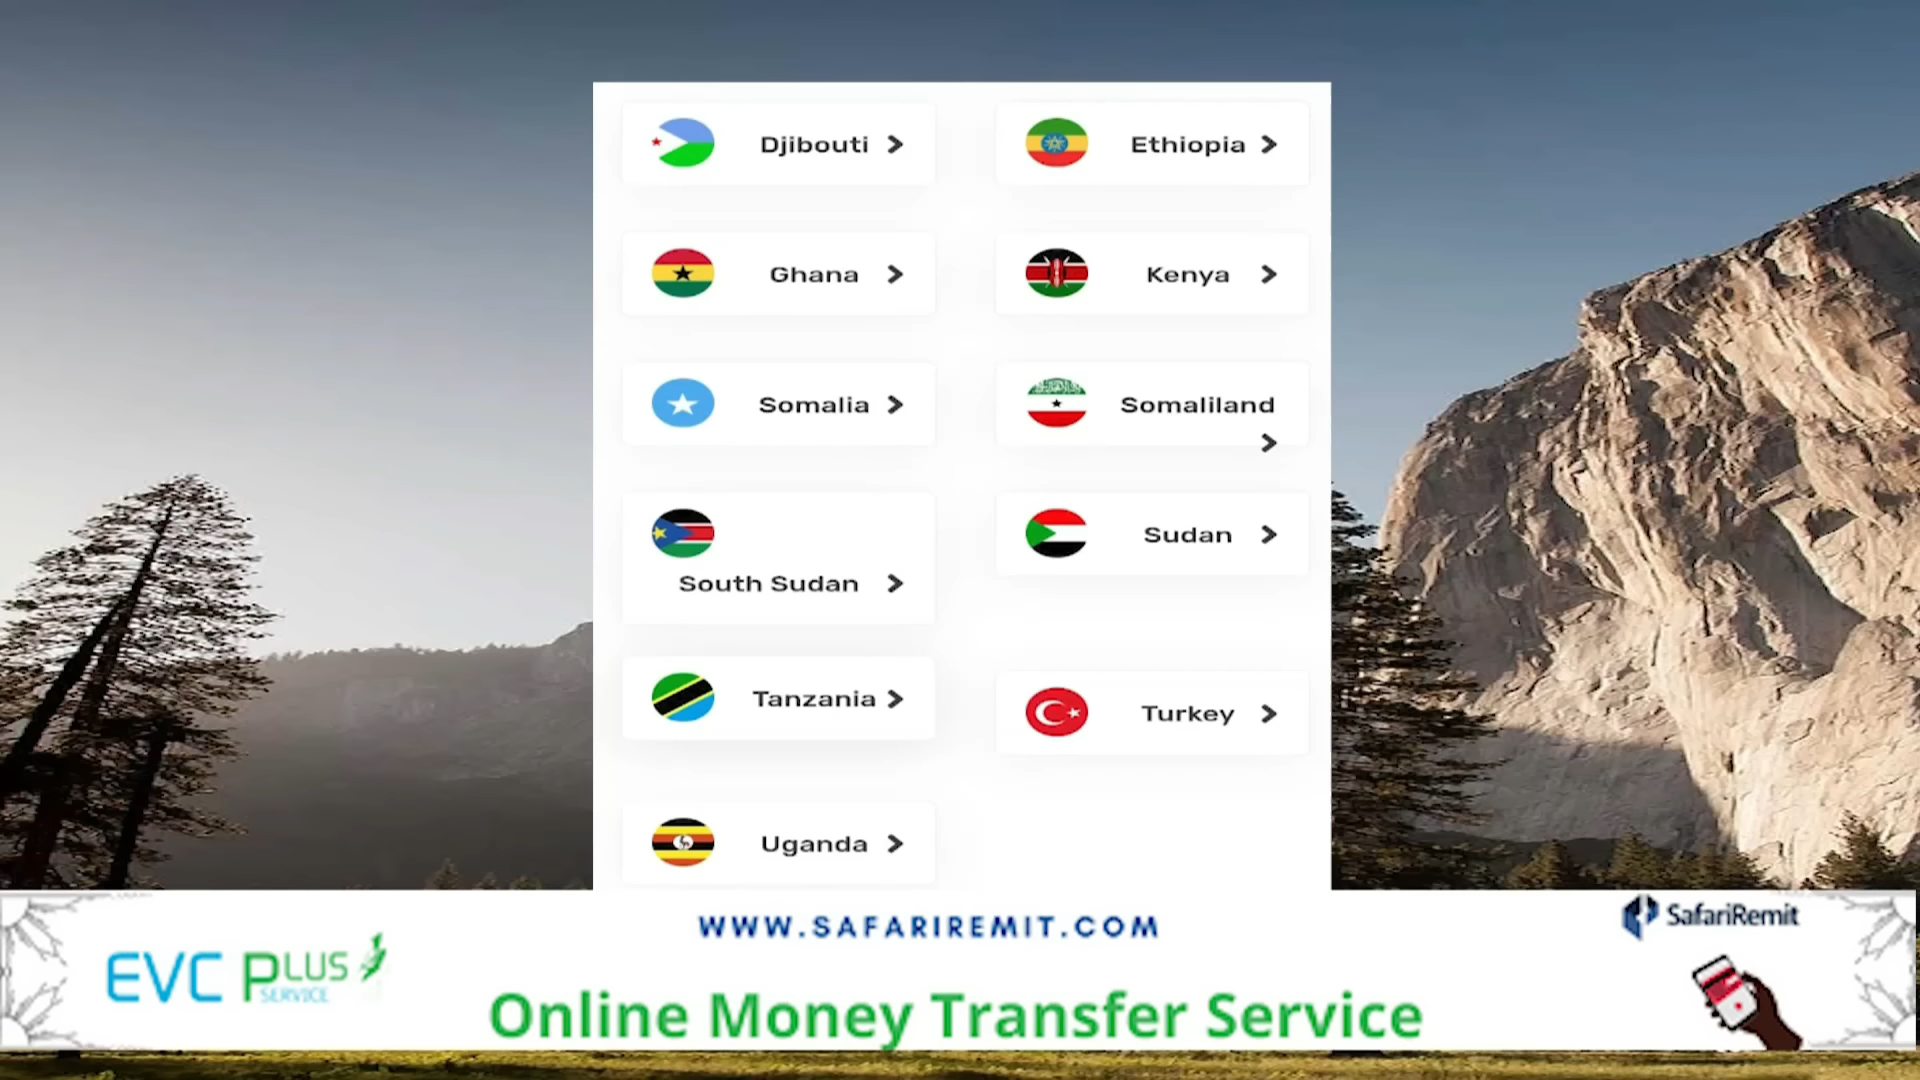 Djibouti
Ethiopia
Ghana
Kenya
Somalia
Somaliland
South Sudan
Sudan
Tanzania
Turkey
Uganda
WWW.SAFARIREMIT.COM
SafariRemit
EVC PLUS
SERVICE
Online Money Transfer Service